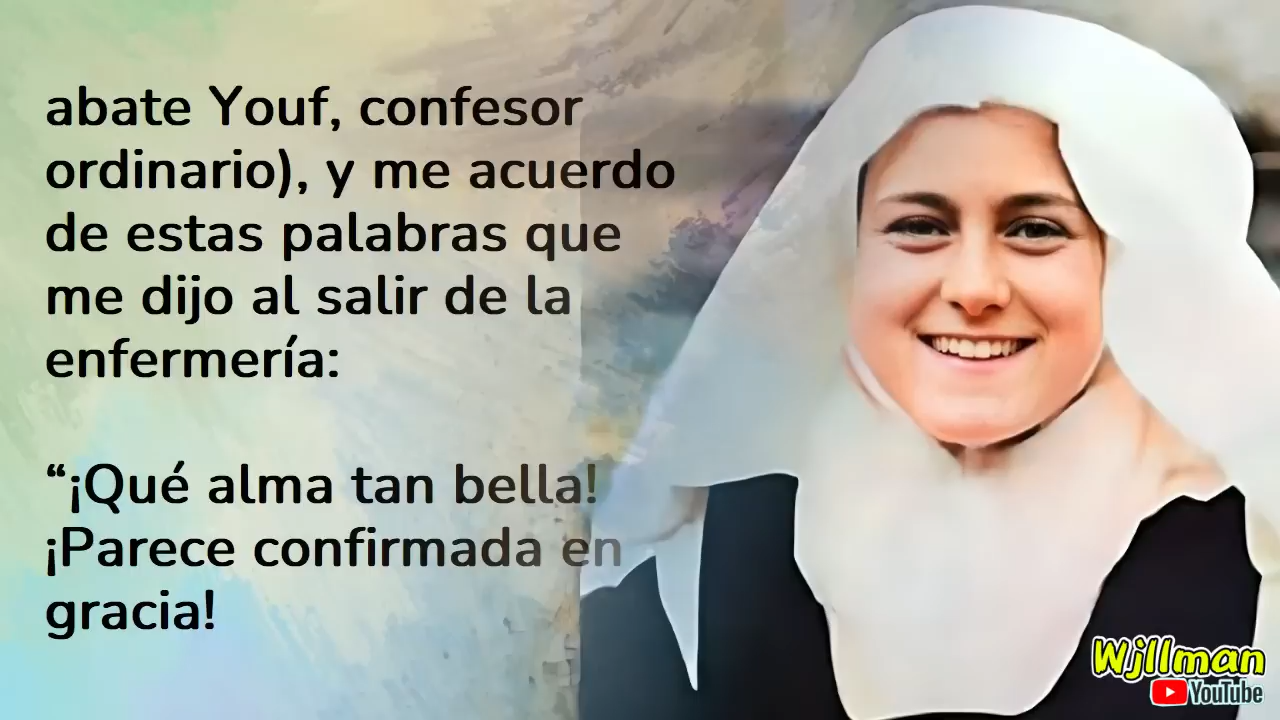 abate Youf, confesor
ordinario), y me acuerdo
de estas palabras que
me dijo al salir de la
enfermería:
“¡Qué alma tan bella!
¡Parece confirmada en
gracia!
Wjllman
YouTube